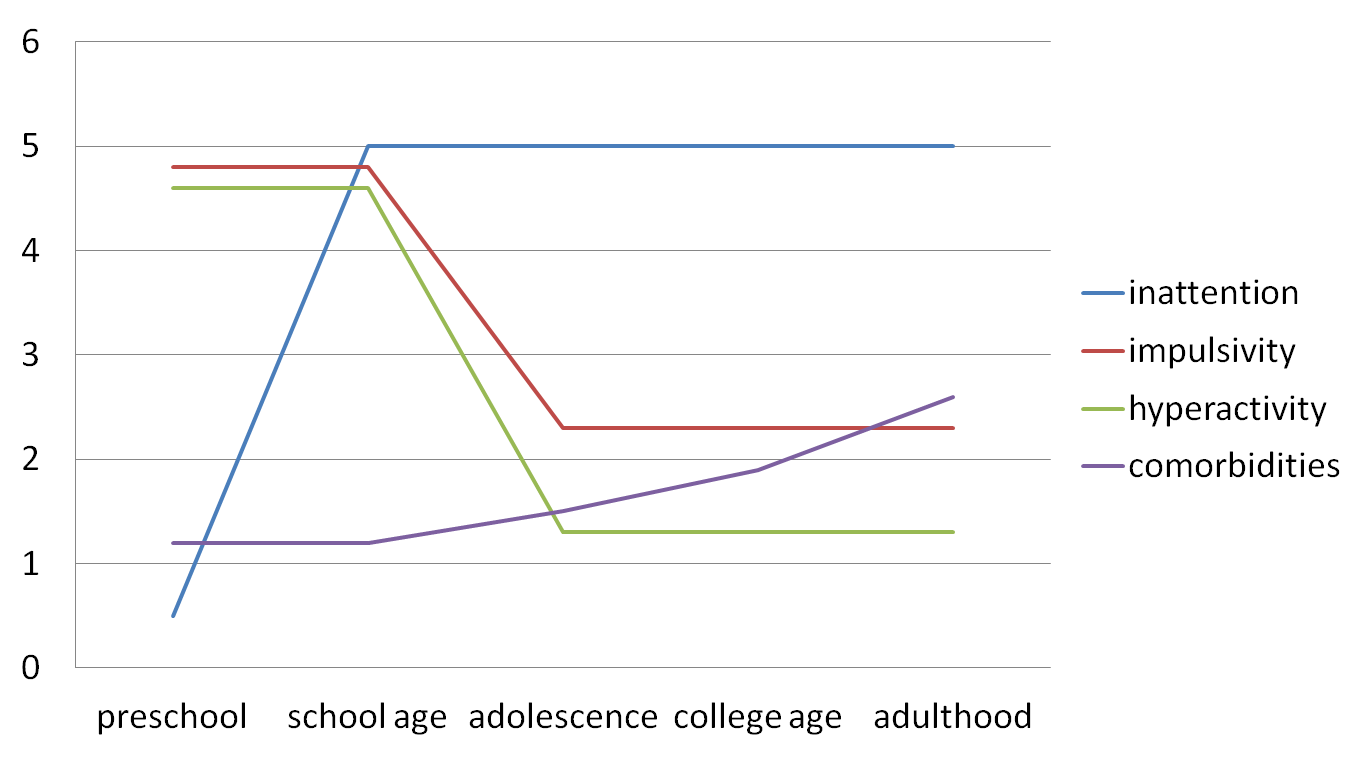 6
5
4
3
2
1
0
preschool school age adolescence college age adulthood
inattention
impulsivity
hyperactivity
comorbidities